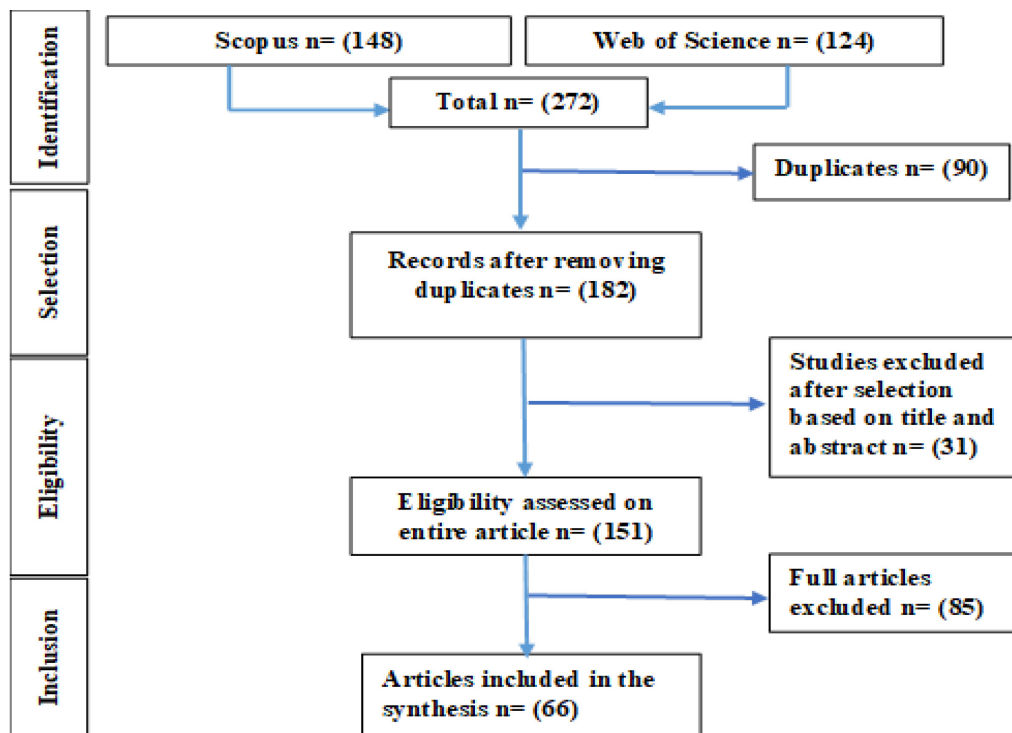 Identification
Scopus n= (148)
Web of Science n= (124)
Total n= (272)
Duplicates n= (90)
Selection
Records after removing
duplicates n= (182)
Eligibility
Studies excluded
after selection
based on title and
abstract n= (31)
Eligibility assessed on
entire article n= (151)
Inclusion
Full articles
excluded n= (85)
Articles included in the
synthesis n= (66)